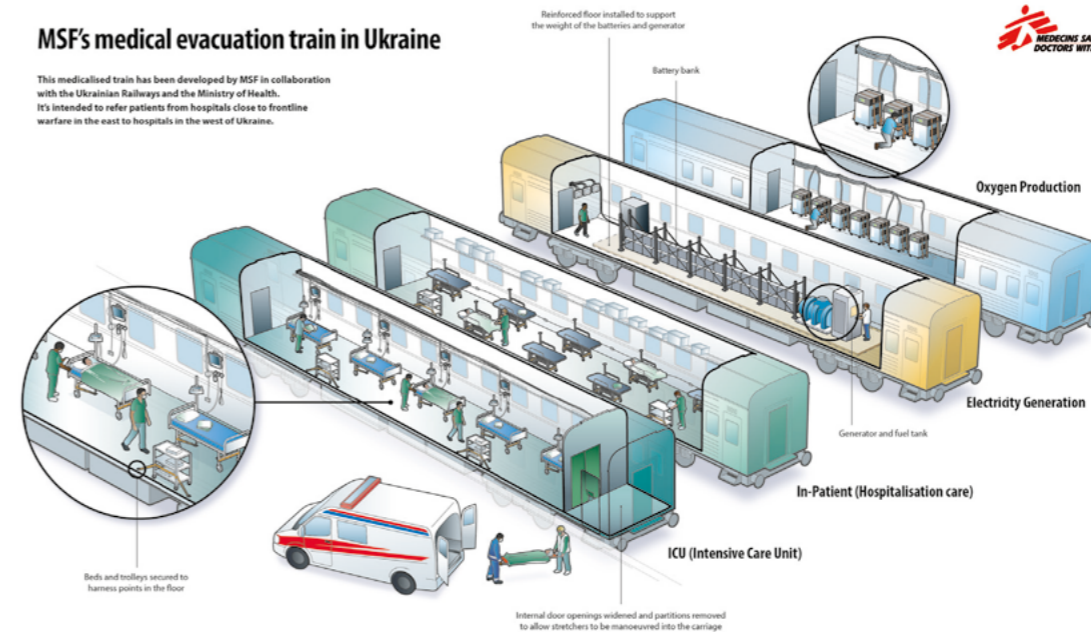 MSF's medical evacuation train in Ukraine
This medicalised train has been developed by MSF in collaboration
with the Ukrainian Railways and the Ministry of Health.
It's intended to refer patients from hospitals close to frontline
warfare in the east to hospitals in the west of Ukraine.
Reinforced floor installed to support
the weight of the batteries and generator
Battery bank
MEDECINS SA
DOCTORS WIT
Oxygen Production
Electricity Generation
Generator and fuel tank
In-Patient (Hospitalisation care)
ICU (Intensive Care Unit)
Beds and trolleys secured to
harness points in the floor
Internal door openings widened and partitions removed
to allow stretchers to be manoeuvred into the carriage